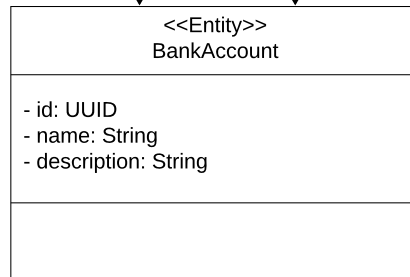 <<Entity>>
BankAccount
- id: UUID
- name: String
- description: String